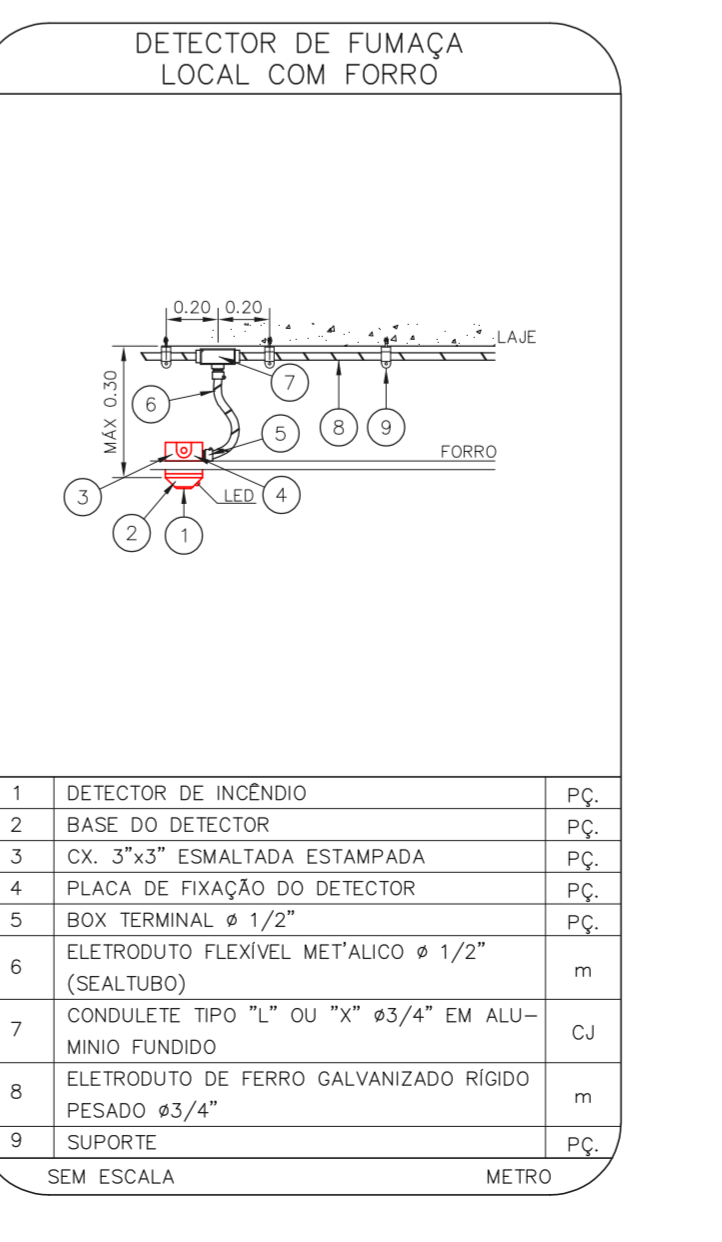 DETECTOR DE FUMAÇA
LOCAL COM FORRO
0.20 0.20
LAJE
MÁX 0.30
7
6
5
8
9
FORRO
3
LED
4
2
1
1 DETECTOR DE INCÊNDIO PÇ.
2 BASE DO DETECTOR PÇ.
3 CX. 3"x3" ESMALTADA ESTAMPADA PÇ.
4 PLACA DE FIXAÇÃO DO DETECTOR PÇ.
5 BOX TERMINAL ø 1/2" PÇ.
6 ELETRODUTO FLEXÍVEL MET'ALICO ø 1/2"
(SEALTUBO) m
7 CONDULETE TIPO "L" OU "X" ø3/4" EM ALU-
MINIO FUNDIDO CJ
8 ELETRODUTO DE FERRO GALVANIZADO RÍGIDO
PESADO ø3/4" m
9 SUPORTE PÇ.
SEM ESCALA METRO